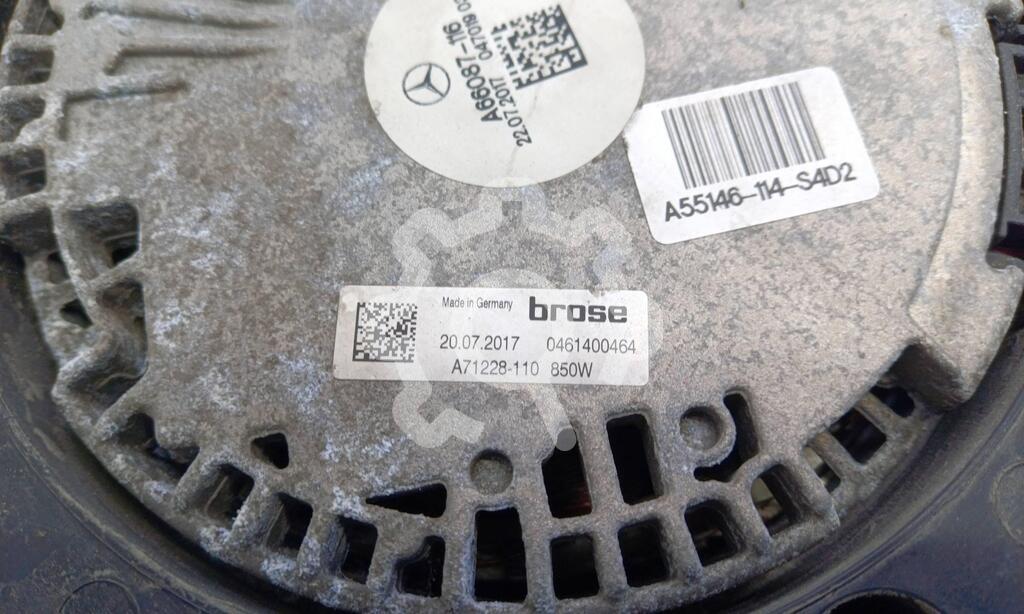 A66087-116
22.07.2017
A55146-114-S4D2
Made in Germany brose
20.07.2017 0461400464
A71228-110 850W